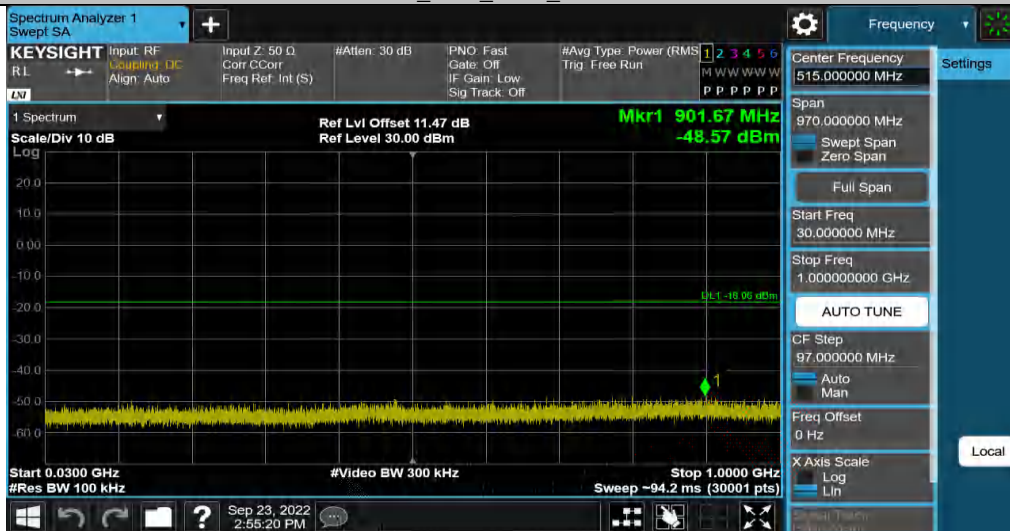 Spectrum Analyzer 1
Swept SA
+
Frequency
KEYSIGHT
RL
LXI
Input: RF
Coupling: DC
Align: Auto
Input Z: 50 Ω
Corr CCorr
Freq Ref: Int (S)
#Atten: 30 dB
PNO: Fast
Gate: Off
IF Gain: Low
Sig Track: Off
#Avg Type: Power (RMS
Trig: Free Run
1 2 3 4 5 6
M W W W W W
P P P P P P
1 Spectrum
Scale/Div 10 dB
Log
Ref Lvl Offset 11.47 dB
Ref Level 30.00 dBm
Mkr1 901.67 MHz
-48.57 dBm
20.0
10.0
0.00
-10.0
-20.0
-30.0
-40.0
-50.0
-60.0
1
Start 0.0300 GHz
#Res BW 100 kHz
#Video BW 300 kHz
Stop 1.0000 GHz
Sweep ~94.2 ms (30001 pts)
?
Sep 23, 2022
2:55:20 PM
Center Frequency
515.000000 MHz
Span
970.000000 MHz
Swept Span
Zero Span
Full Span
Start Freq
30.000000 MHz
Stop Freq
1.000000000 GHz
AUTO TUNE
CF Step
97.000000 MHz
Auto
Man
Freq Offset
0 Hz
X Axis Scale
Log
Lin
Settings
Local